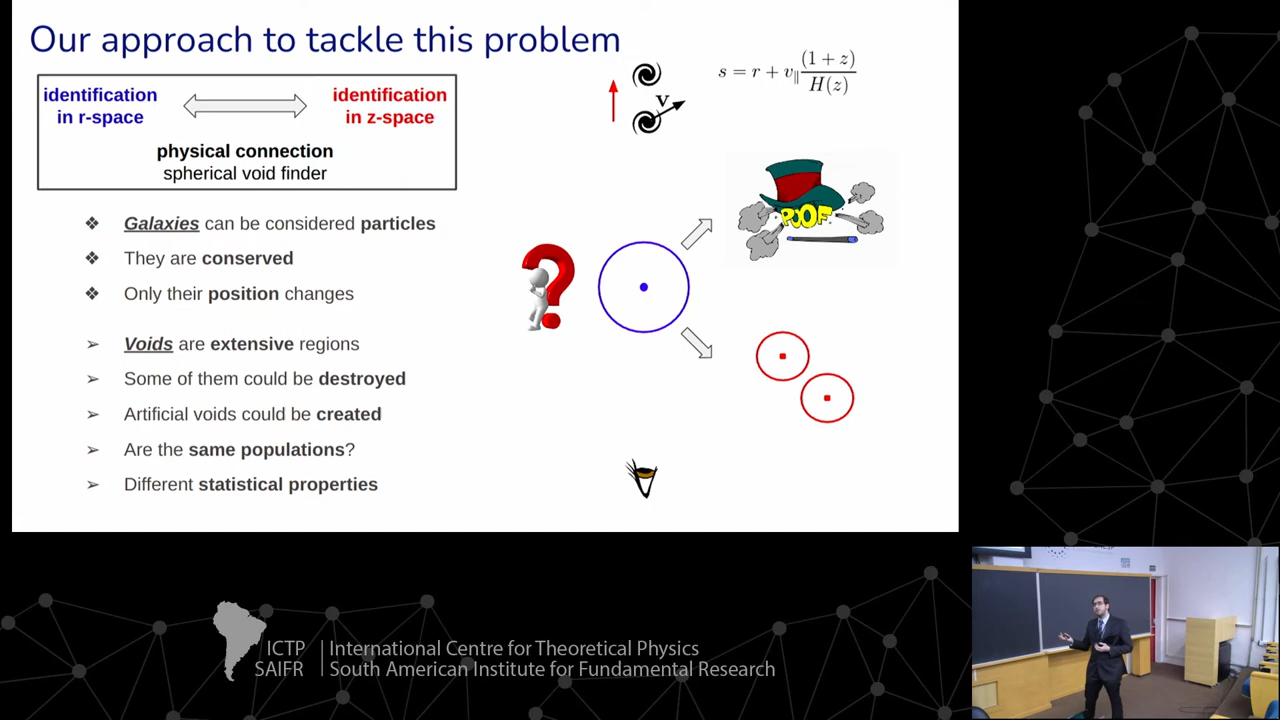 Our approach to tackle this problem
identification
in r-space
identification
in z-space
physical connection
spherical void finder
❖ Galaxies can be considered particles
❖ They are conserved
❖ Only their position changes
➢ Voids are extensive regions
➢ Some of them could be destroyed
➢ Artificial voids could be created
➢ Are the same populations?
➢ Different statistical properties
v
s = r + v∥ (1 + z) / H(z)
POOF
?
ICTP
SAIFR
International Centre for Theoretical Physics
South American Institute for Fundamental Research